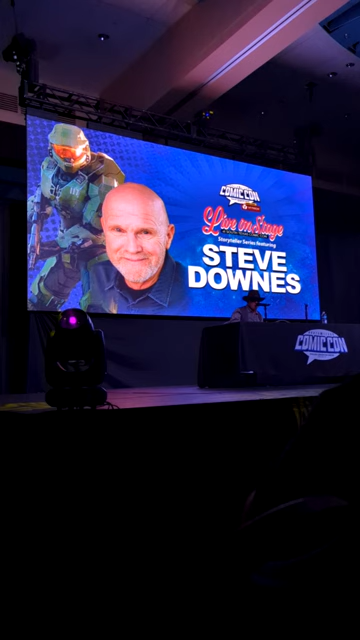 COMIC CON
Live on Stage
Storyteller Series featuring
STEVE
DOWNES
COMIC CON